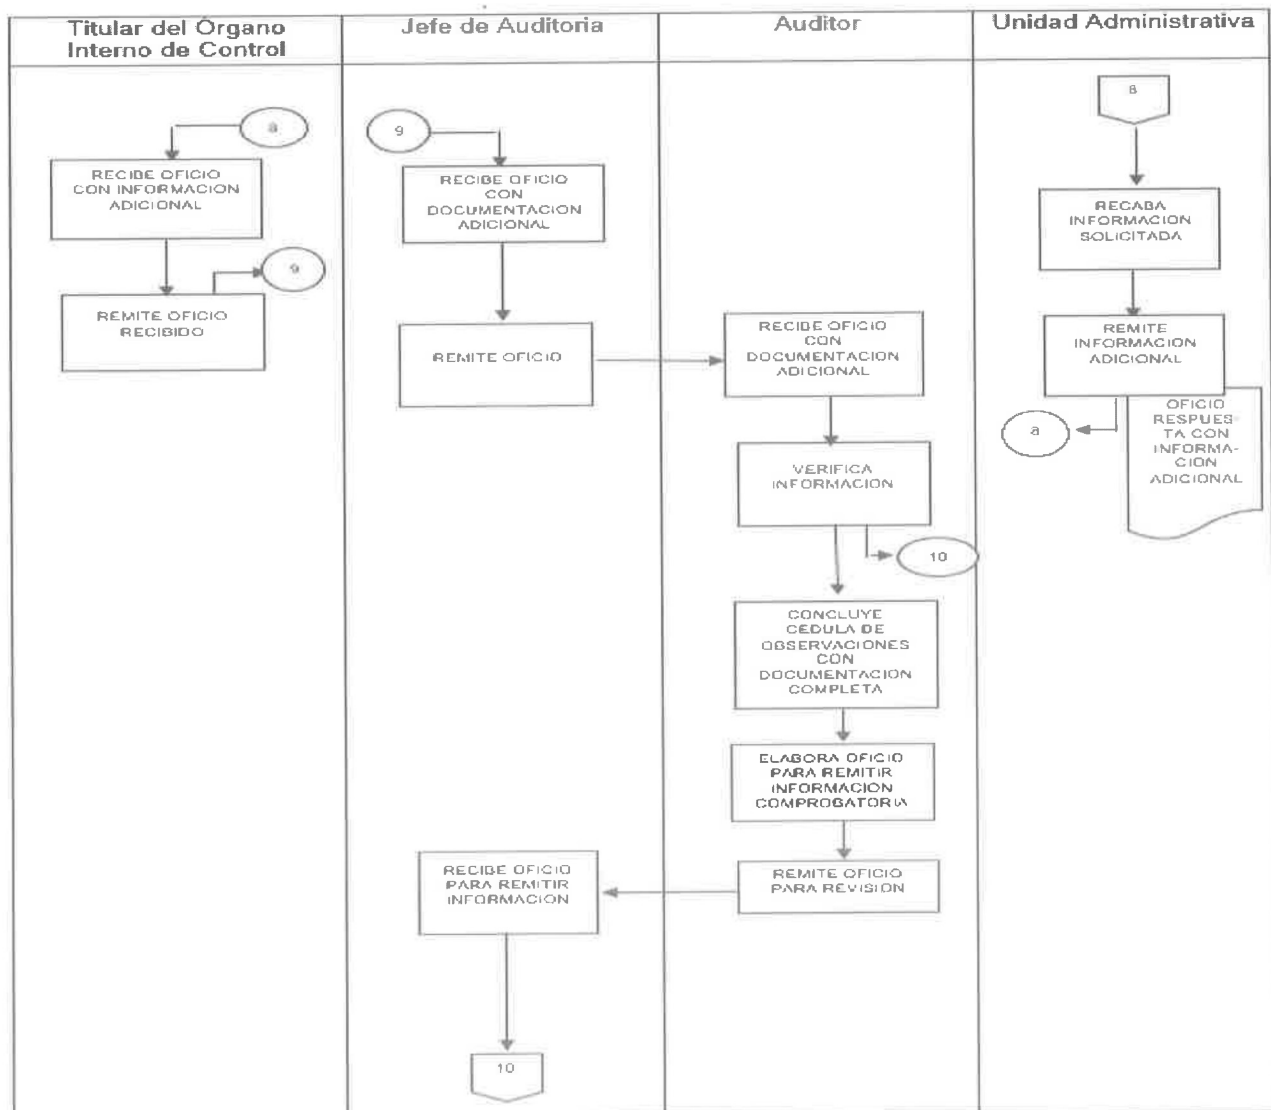 Titular del Órgano
Interno de Control
Jefe de Auditoria
Auditor
Unidad Administrativa
a
RECIBE OFICIO
CON INFORMACION
ADICIONAL
9
REMITE OFICIO
RECIBIDO
9
RECIBE OFICIO
CON
DOCUMENTACION
ADICIONAL
REMITE OFICIO
RECIBE OFICIO
CON
DOCUMENTACION
ADICIONAL
VERIFICA
INFORMACION
10
CONCLUYE
CEDULA DE
OBSERVACIONES
CON
DOCUMENTACION
COMPLETA
ELABORA OFICIO
PARA REMITIR
INFORMACION
COMPROBATORIA
REMITE OFICIO
PARA REVISION
RECIBE OFICIO
PARA REMITIR
INFORMACION
10
8
RECABA
INFORMACION
SOLICITADA
REMITE
INFORMACION
ADICIONAL
a
OFICIO
RESPUES-
TA CON
INFORMA-
CION
ADICIONAL